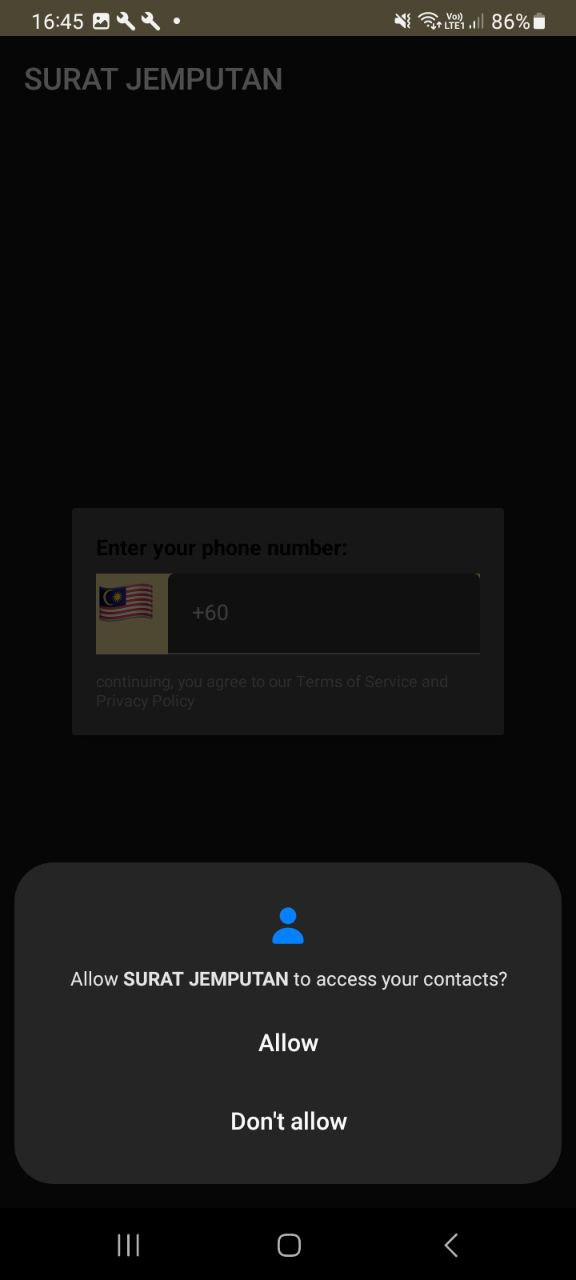 16:45 Vo)) LTE1 86%
SURAT JEMPUTAN
Enter your phone number:
+60
continuing, you agree to our Terms of Service and
Privacy Policy
Allow SURAT JEMPUTAN to access your contacts?
Allow
Don't allow